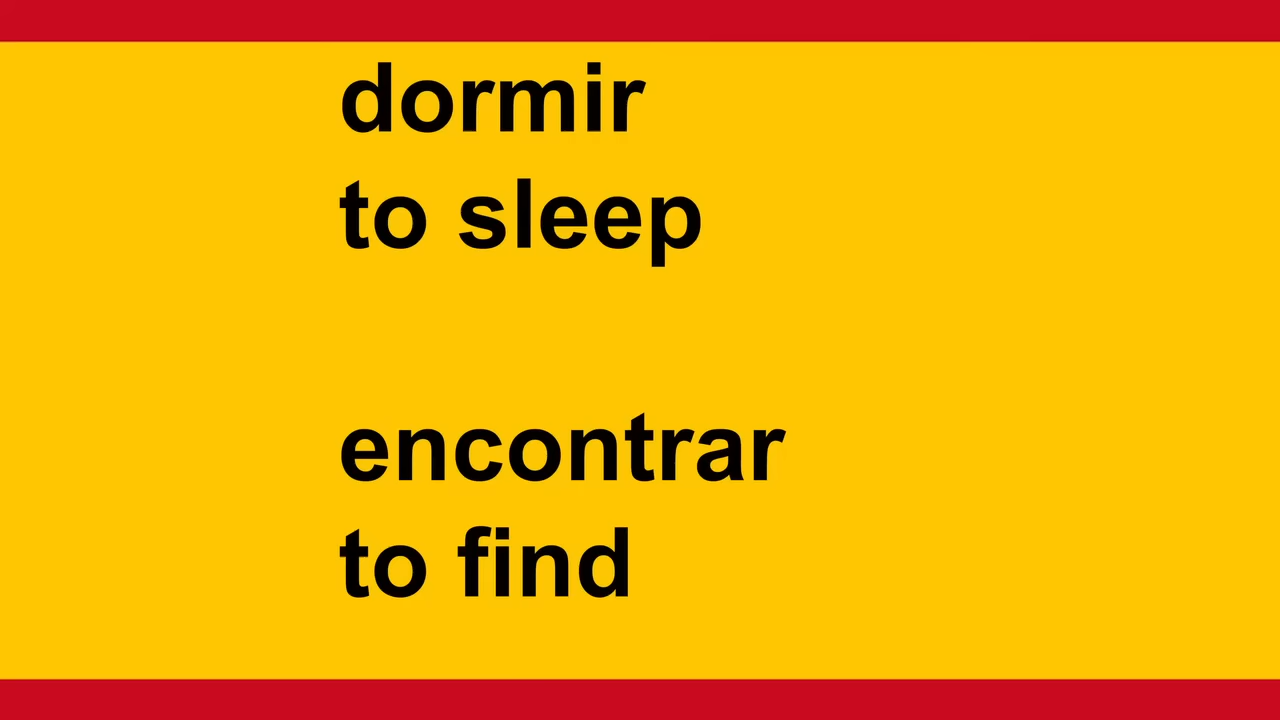 dormir
to sleep
encontrar
to find